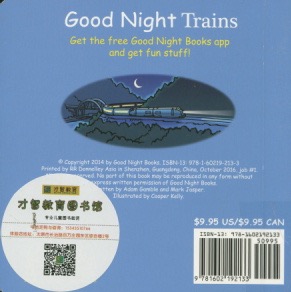 Good Night Trains
Get the free Good Night Books app
and get fun stuff!
© Copyright 2014 by Good Night Books. ISBN-13: 978-1-60219-213-3
Printed by RR Donnelley Asia in Shenzhen, Guangdong, China, October 2016, job #1.
reserved. No part of this book may be reproduced in any form without
express written permission of Good Night Books.
Written by Adam Gamble and Mark Jasper.
Illustrated by Cooper Kelly
才智教育
才智教育图书馆
$9.95 US/$9.95 CAN
ISBN-13: 978-1602192133
50995
9 781602 192133